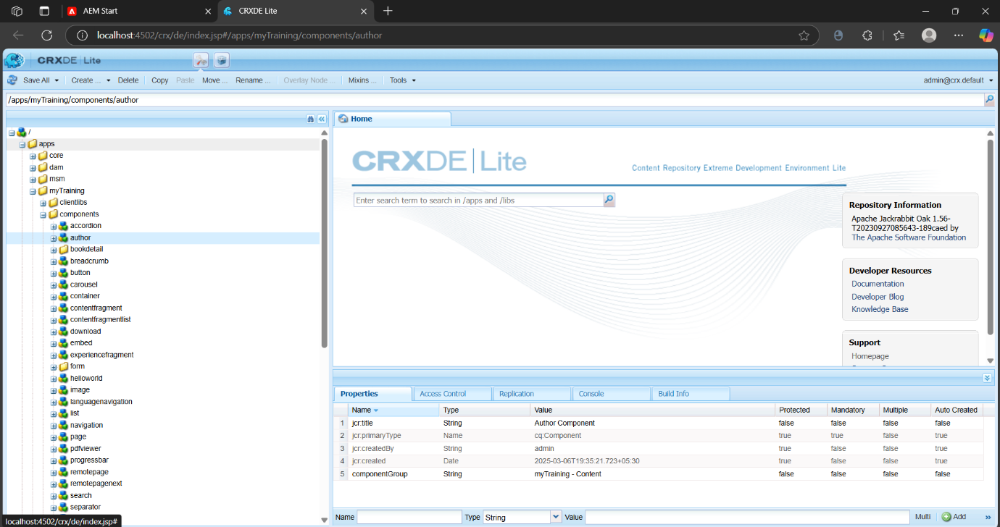 AEM Start
CRXDE Lite
localhost:4502/crx/de/index.jsp#/apps/myTraining/components/author
CRXDE Lite
Save All Create ... Delete Copy Paste Move ... Rename ... Overlay Node ... Mixins ... Tools admin@crx.default
/apps/myTraining/components/author
/
apps
core
dam
msm
myTraining
clientlibs
components
accordion
author
bookdetail
breadcrumb
button
carousel
container
contentfragment
contentfragmentlist
download
embed
experiencefragment
form
helloworld
image
languagenavigation
list
navigation
page
pdfviewer
progressbar
remotepage
remotepagenext
search
separator
localhost:4502/crx/de/index.jsp#
Home
CRXDE Lite
Content Repository Extreme Development Environment Lite
Enter search term to search in /apps and /libs
Repository Information
Apache Jackrabbit Oak 1.56-
T20230927085643-189caed by
The Apache Software Foundation
Developer Resources
Documentation
Developer Blog
Knowledge Base
Support
Homepage
Properties Access Control Replication Console Build Info
Name Type Value Protected Mandatory Multiple Auto Created
1 jcr:title String Author Component false false false false
2 jcr:primaryType Name cq:Component true true false true
3 jcr:createdBy String admin true false false true
4 jcr:created Date 2025-03-06T19:35:21.723+05:30 true false false true
5 componentGroup String myTraining - Content false false false false
Name Type String Value Multi Add »